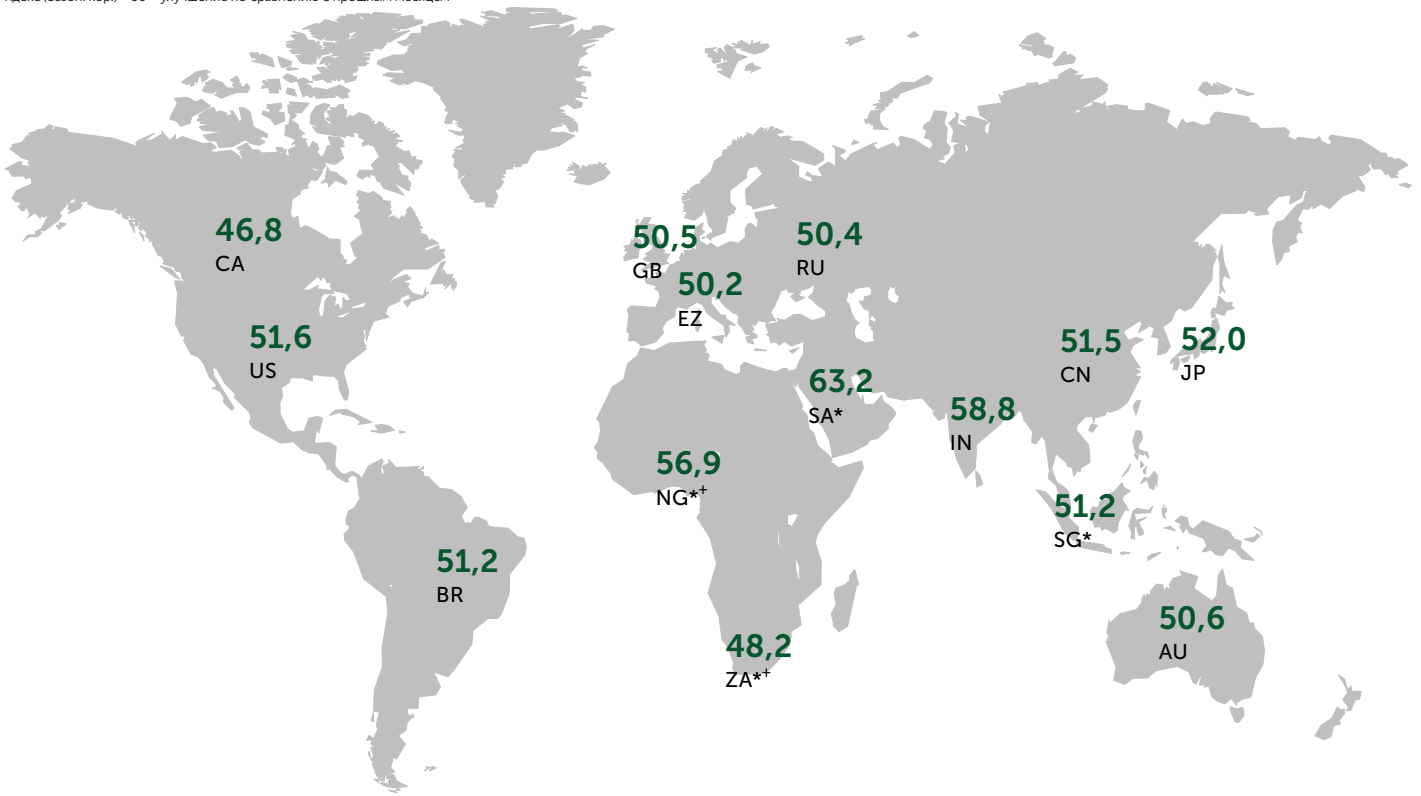 46,8
CA
50,5
GB
50,4
RU
50,2
EZ
51,6
US
51,5
CN
52,0
JP
63,2
SA*
58,8
IN
56,9
NG*+
51,2
SG*
51,2
BR
50,6
AU
48,2
ZA*+